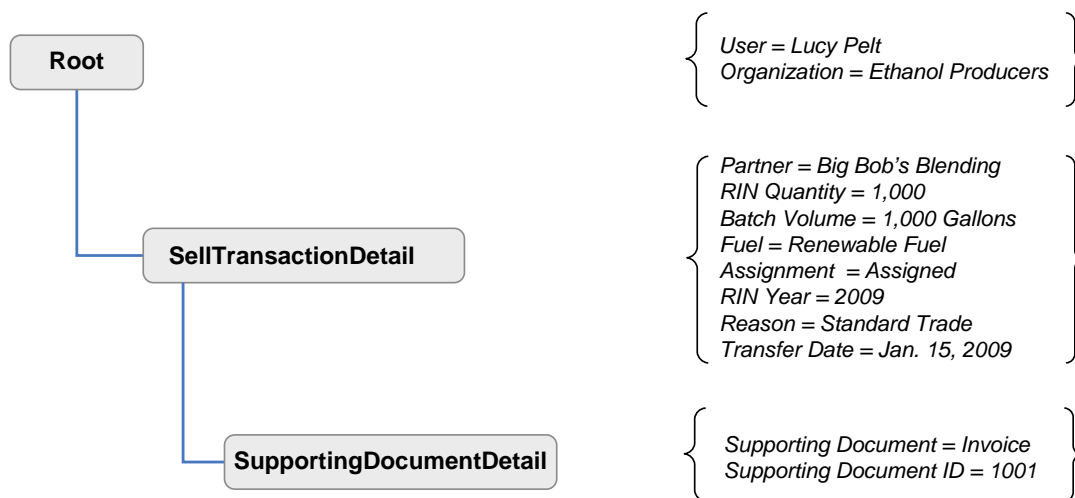 Root
User = Lucy Pelt
Organization = Ethanol Producers
SellTransactionDetail
Partner = Big Bob’s Blending
RIN Quantity = 1,000
Batch Volume = 1,000 Gallons
Fuel = Renewable Fuel
Assignment = Assigned
RIN Year = 2009
Reason = Standard Trade
Transfer Date = Jan. 15, 2009
SupportingDocumentDetail
Supporting Document = Invoice
Supporting Document ID = 1001